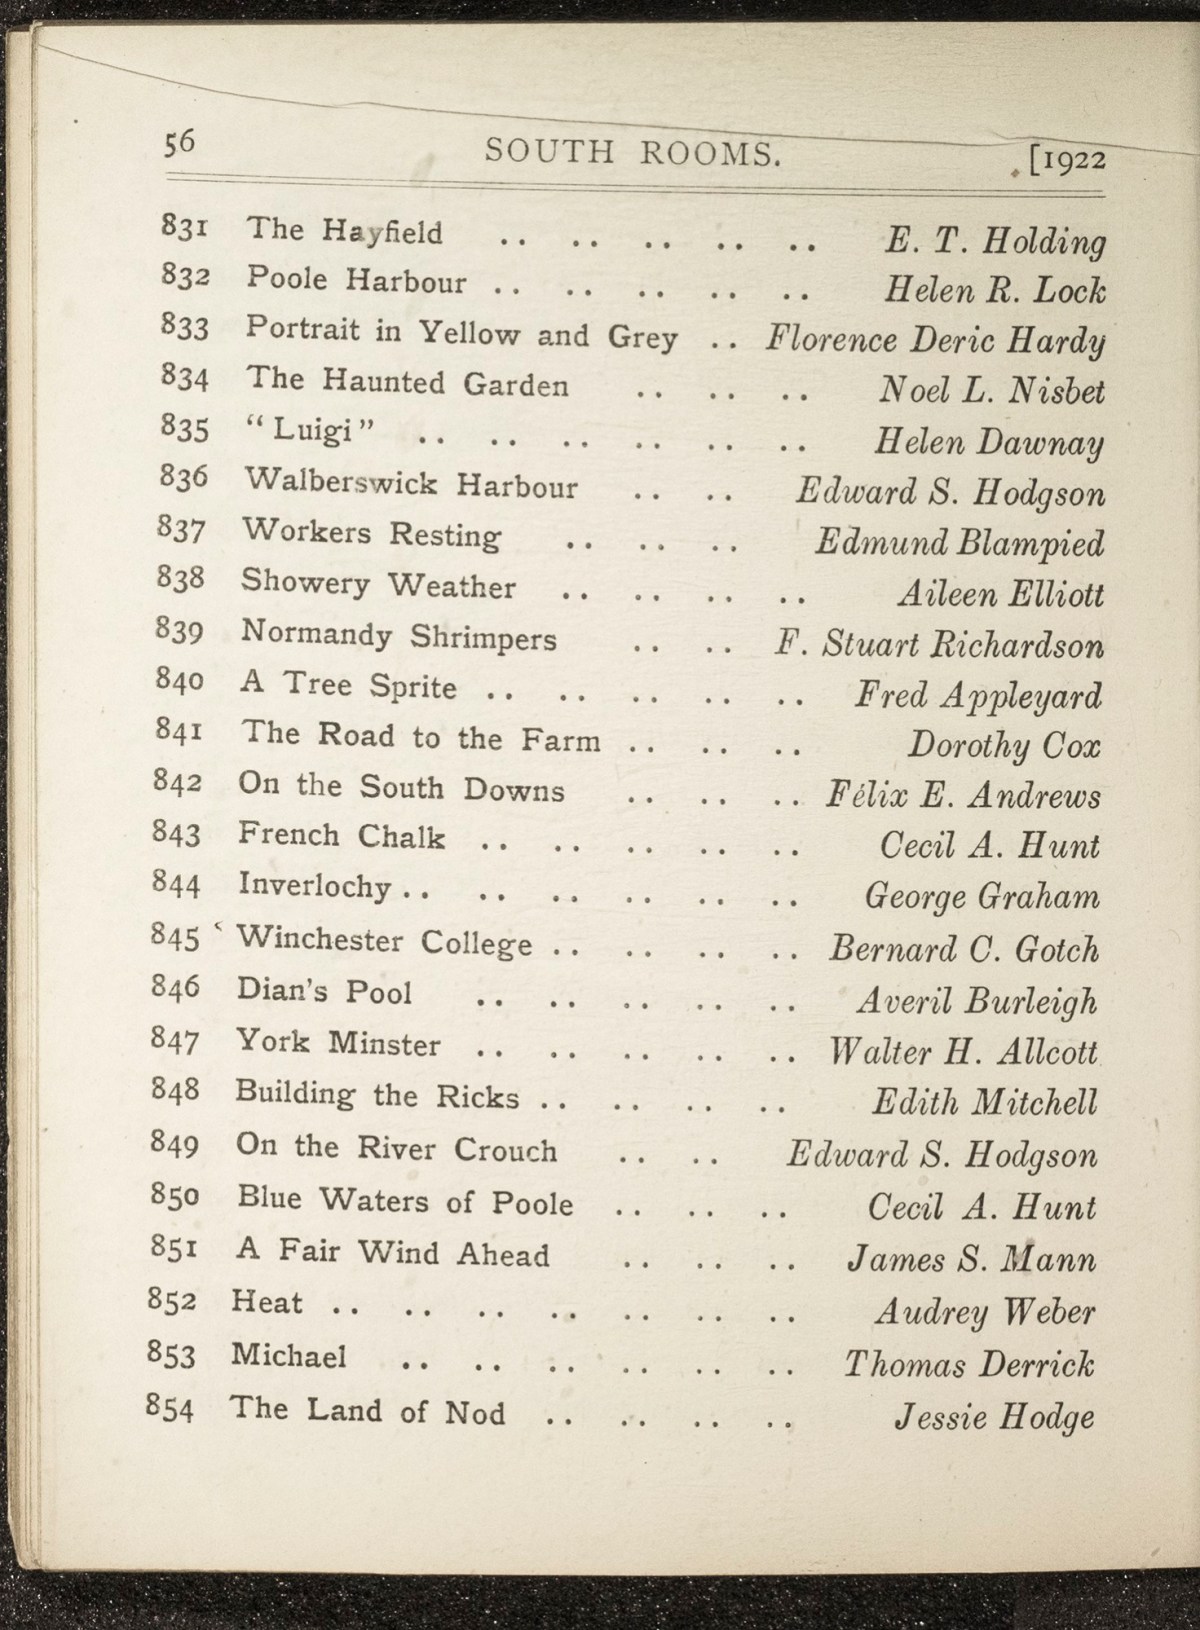 56 SOUTH ROOMS. [1922
831 The Hayfield .. .. .. .. .. E. T. Holding
832 Poole Harbour .. .. .. .. .. Helen R. Lock
833 Portrait in Yellow and Grey .. Florence Deric Hardy
834 The Haunted Garden .. .. .. Noel L. Nisbet
835 "Luigi" .. .. .. .. .. .. Helen Dawnay
836 Walberswick Harbour .. .. Edward S. Hodgson
837 Workers Resting .. .. .. Edmund Blampied
838 Showery Weather .. .. .. .. Aileen Elliott
839 Normandy Shrimpers .. .. F. Stuart Richardson
840 A Tree Sprite .. .. .. .. .. Fred Appleyard
841 The Road to the Farm .. .. .. Dorothy Cox
842 On the South Downs .. .. .. Félix E. Andrews
843 French Chalk .. .. .. .. .. Cecil A. Hunt
844 Inverlochy .. .. .. .. .. .. George Graham
845 Winchester College .. .. .. .. Bernard C. Gotch
846 Dian's Pool .. .. .. .. .. Averil Burleigh
847 York Minster .. .. .. .. .. Walter H. Allcott
848 Building the Ricks .. .. .. .. Edith Mitchell
849 On the River Crouch .. .. Edward S. Hodgson
850 Blue Waters of Poole .. .. .. Cecil A. Hunt
851 A Fair Wind Ahead .. .. .. James S. Mann
852 Heat .. .. .. .. .. .. .. Audrey Weber
853 Michael .. .. .. .. .. .. Thomas Derrick
854 The Land of Nod .. .. .. .. Jessie Hodge